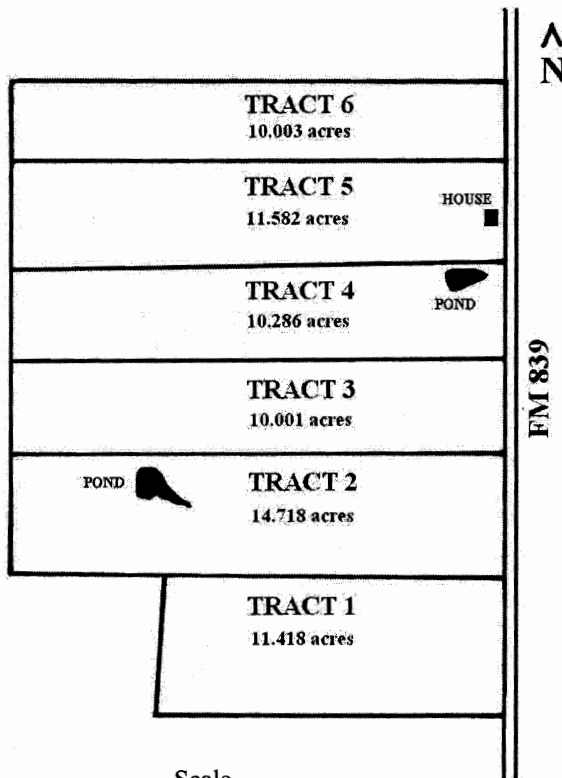 N
TRACT 6
10.003 acres
TRACT 5
11.582 acres
HOUSE
TRACT 4
10.286 acres
POND
FM 839
TRACT 3
10.001 acres
POND
TRACT 2
14.718 acres
TRACT 1
11.418 acres
Scale